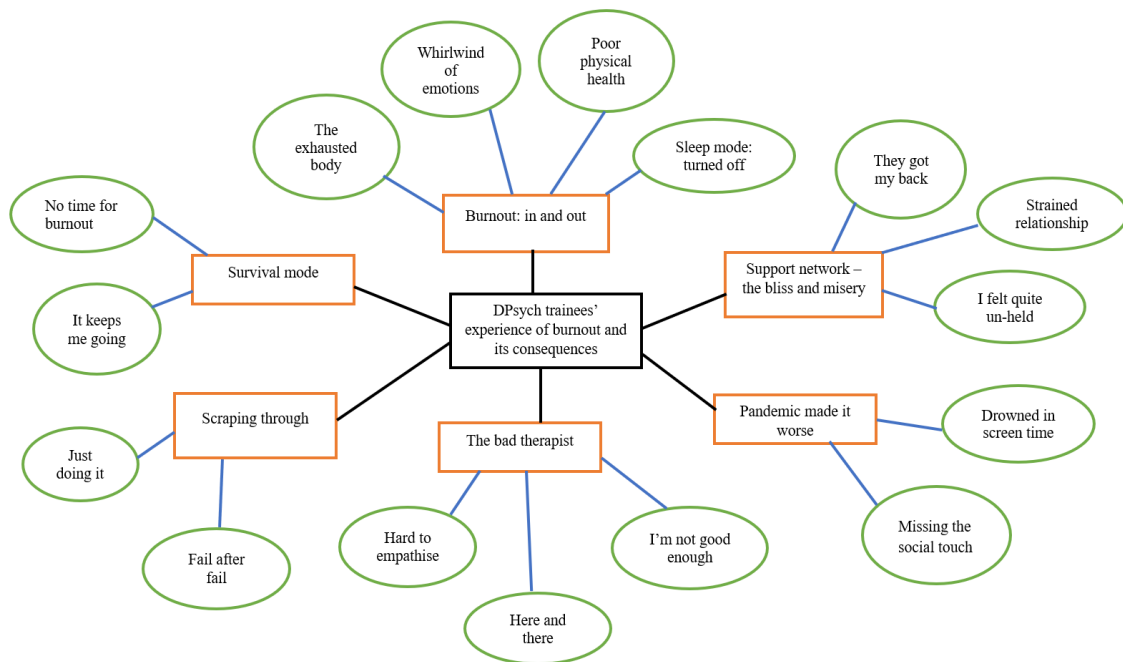 Whirlwind
of
emotions
Poor
physical
health
The
exhausted
body
Sleep mode:
turned off
They got
my back
No time for
burnout
Burnout: in and out
Strained
relationship
Survival mode
Support network –
the bliss and misery
It keeps
me going
DPsych trainees’
experience of burnout and
its consequences
I felt quite
un-held
Scraping through
The bad therapist
Pandemic made it
worse
Drowned in
screen time
Just
doing it
Hard to
empathise
I’m not good
enough
Missing the
social touch
Fail after
fail
Here and
there